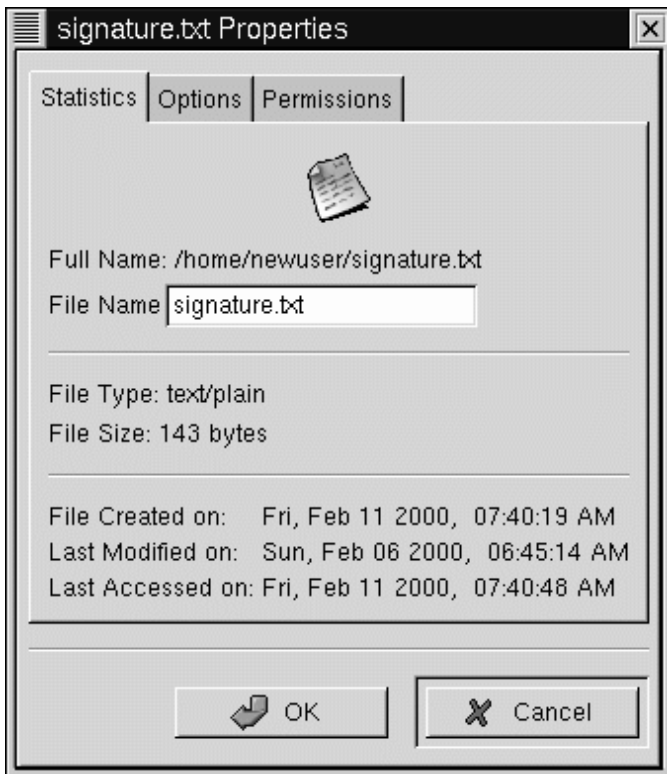 signature.txt Properties
Statistics Options Permissions
Full Name: /home/newuser/signature.txt
File Name signature.txt
File Type: text/plain
File Size: 143 bytes
File Created on: Fri, Feb 11 2000, 07:40:19 AM
Last Modified on: Sun, Feb 06 2000, 06:45:14 AM
Last Accessed on: Fri, Feb 11 2000, 07:40:48 AM
OK Cancel